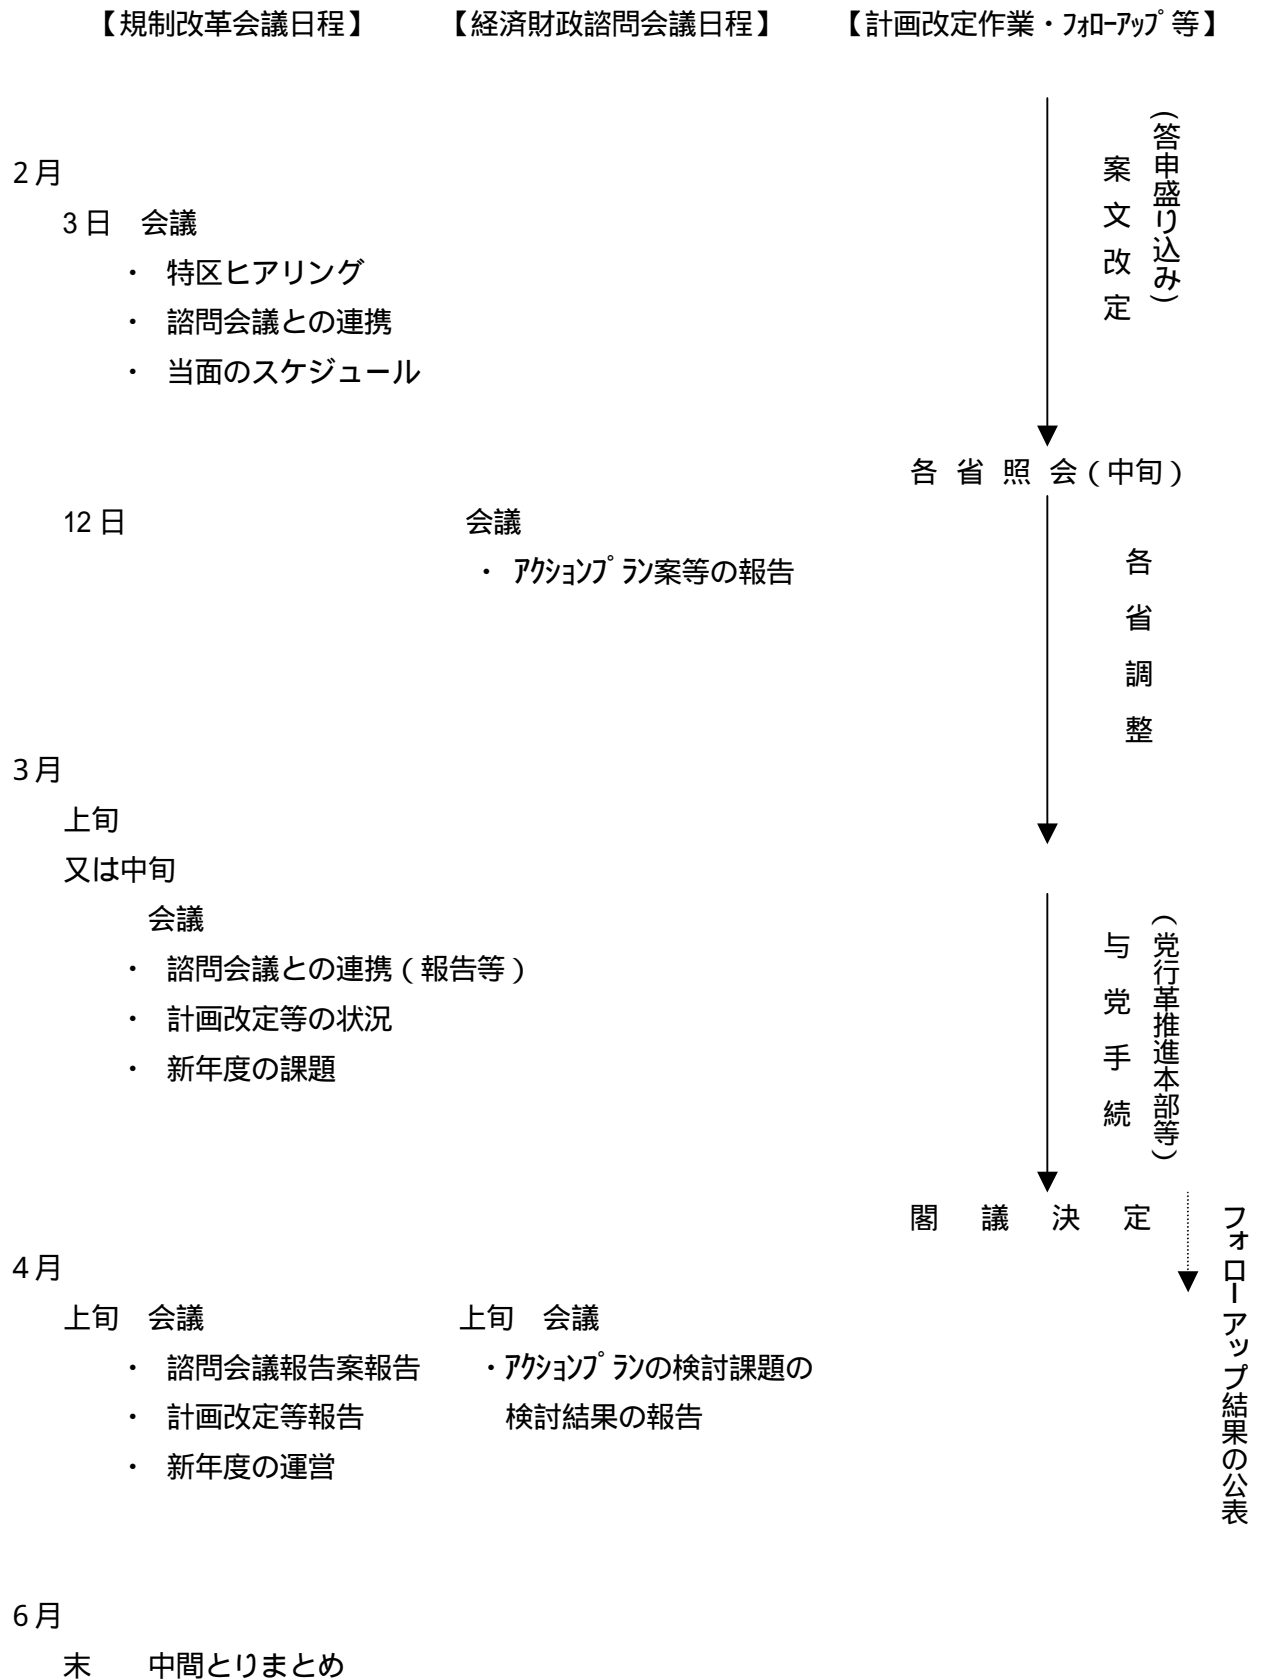 【規制改革会議日程】 【経済財政諮問会議日程】 【計画改定作業・ﾌｫﾛｰｱｯﾌﾟ等】
(答申盛り込み)
案文改定
2月
3日 会議
・ 特区ヒアリング
・ 諮問会議との連携
・ 当面のスケジュール
各省照会(中旬)
12日 会議
・ ｱｸｼｮﾝﾌﾟﾗﾝ案等の報告
各省調整
3月
上旬
又は中旬
会議
・ 諮問会議との連携(報告等)
・ 計画改定等の状況
・ 新年度の課題
(党行革推進本部等)
与党手続
閣議決定
フォローアップ結果の公表
4月
上旬 会議 上旬 会議
・ 諮問会議報告案報告 ・ｱｸｼｮﾝﾌﾟﾗﾝの検討課題の
・ 計画改定等報告 検討結果の報告
・ 新年度の運営
6月
末 中間とりまとめ